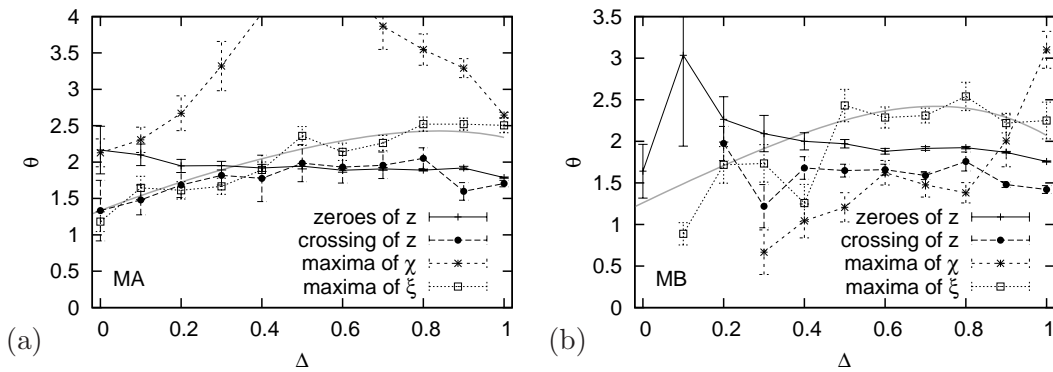 4
3.5
3
2.5
2
1.5
1
0.5
0
θ
0 0.2 0.4 0.6 0.8 1
Δ
MA
zeroes of z
crossing of z
maxima of χ
maxima of ξ
(a)
3.5
3
2.5
2
1.5
1
0.5
0
θ
0 0.2 0.4 0.6 0.8 1
Δ
MB
zeroes of z
crossing of z
maxima of χ
maxima of ξ
(b)